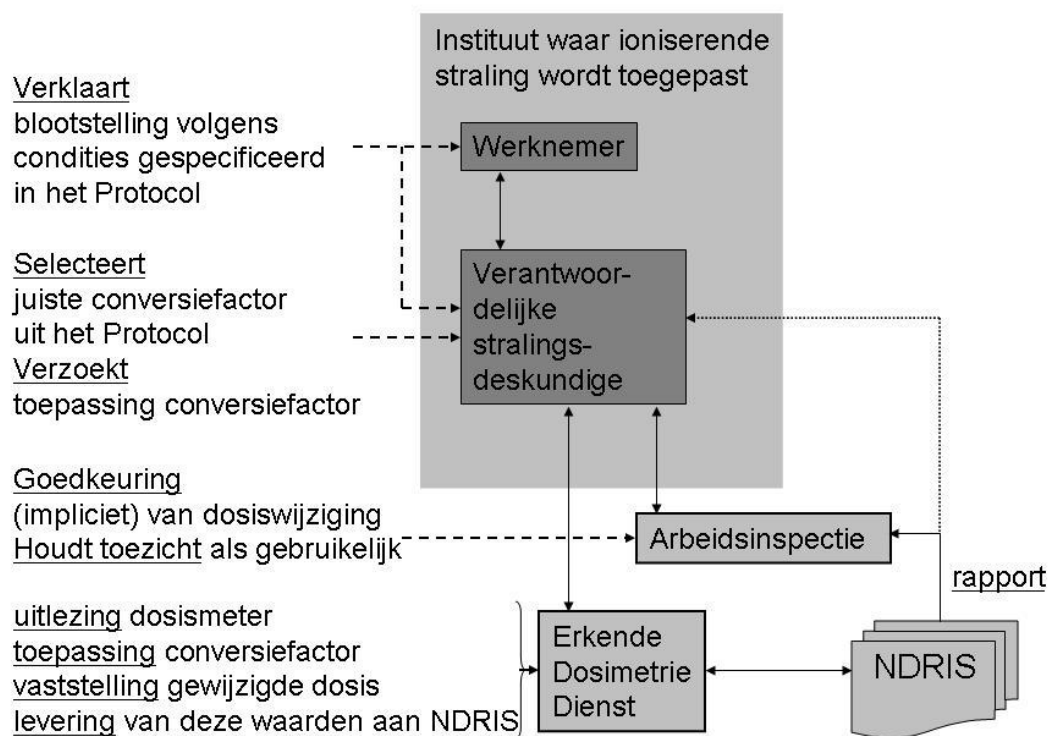 Instituut waar ioniserende
straling wordt toegepast
Verklaart
blootstelling volgens
condities gespecificeerd
in het Protocol
Werknemer
Selecteert
juiste conversiefactor
uit het Protocol
Verzoekt
toepassing conversiefactor
Verantwoor-
delijke
stralings-
deskundige
Goedkeuring
(impliciet) van dosiswijziging
Houdt toezicht als gebruikelijk
Arbeidsinspectie
rapport
uitlezing dosismeter
toepassing conversiefactor
vaststelling gewijzigde dosis
levering van deze waarden aan NDRIS
Erkende
Dosimetrie
Dienst
NDRIS